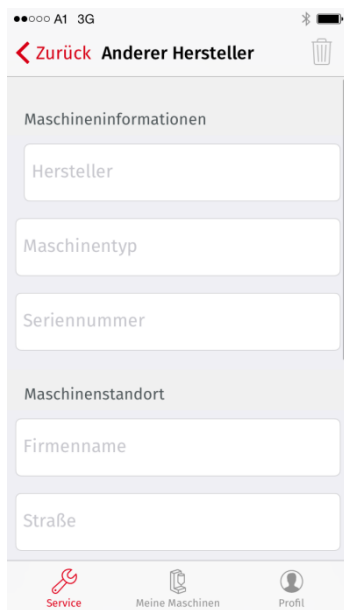 A1 3G
Zurück Anderer Hersteller
Maschineninformationen
Hersteller
Maschinentyp
Seriennummer
Maschinenstandort
Firmenname
Straße
Service Meine Maschinen Profil